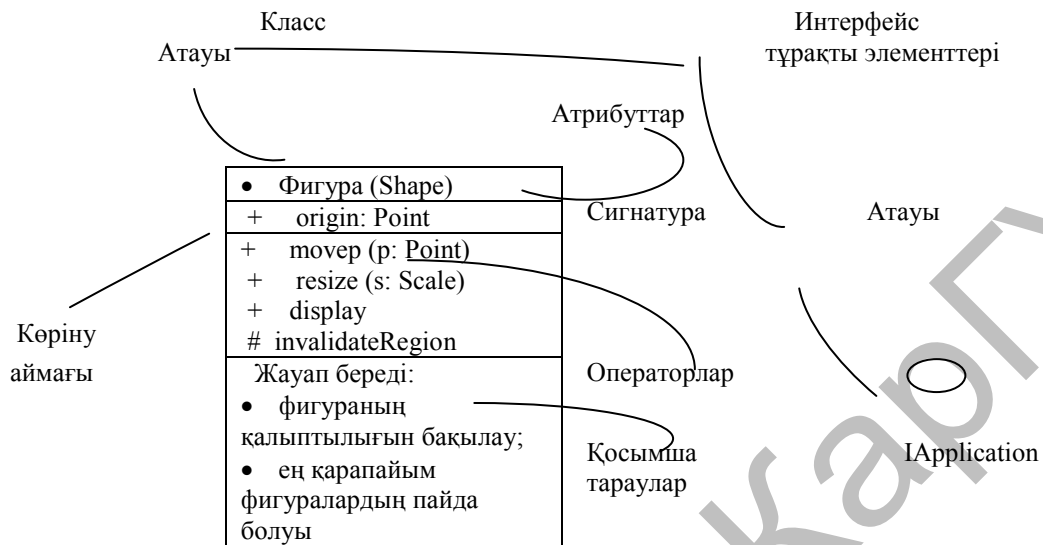 Класс Интерфейс
Атауы тұрақты элементтері
Атрибуттар
• Фигура (Shape)
+ origin: Point Сигнатура Атауы
+ movep (p: Point)
+ resize (s: Scale)
+ display
# invalidateRegion
Көріну
аймағы
Жауап береді: Операторлар
• фигураның
қалыптылығын бақылау;
• ең қарапайым
фигуралардың пайда
болуы
Қосымша IApplication
тараулар
ҚарГУ